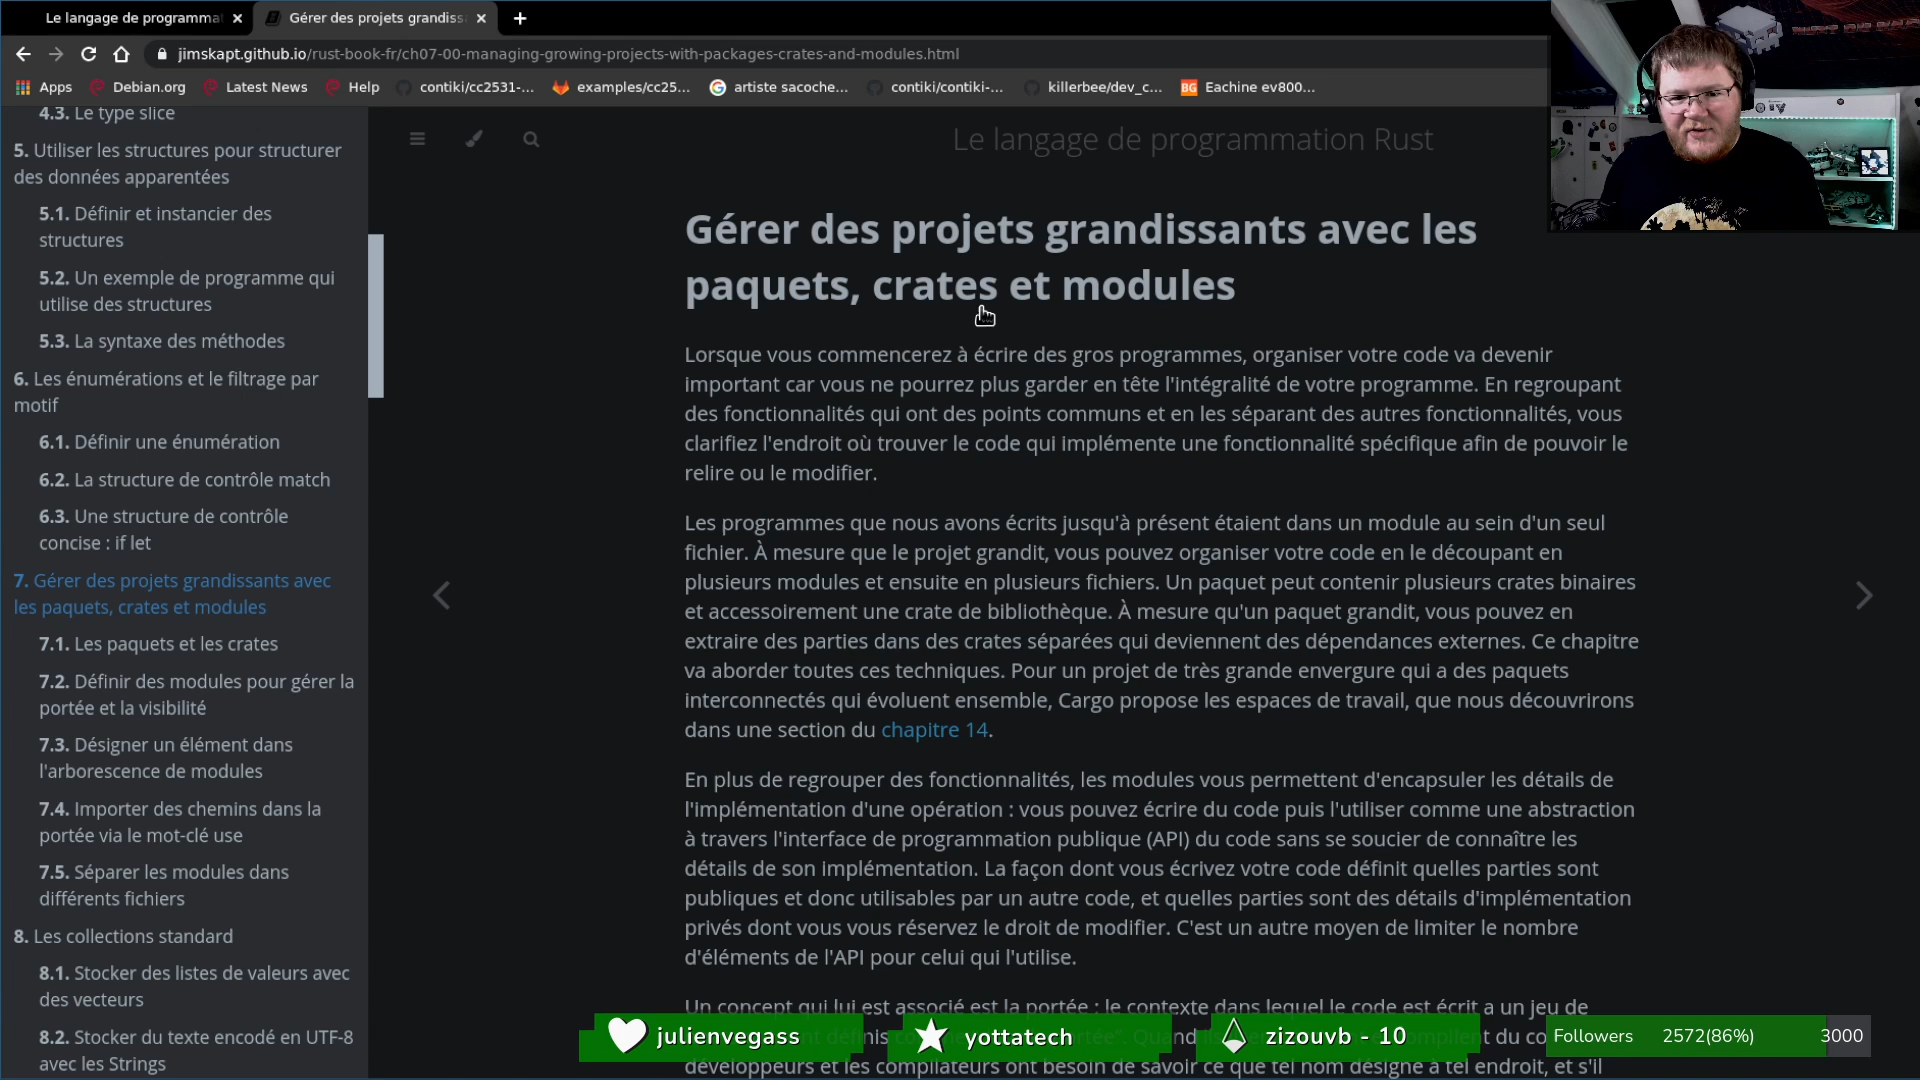 Le langage de programma
Gérer des projets grandiss
jimskapt.github.io/rust-book-fr/ch07-00-managing-growing-projects-with-packages-crates-and-modules.html
Apps
Debian.org
Latest News
Help
contiki/cc2531-...
examples/cc25...
artiste sacoche...
contiki/contiki-...
killerbee/dev_c...
BG
Eachine ev800...
4.3. Le type slice
5. Utiliser les structures pour structurer
des données apparentées
5.1. Définir et instancier des
structures
5.2. Un exemple de programme qui
utilise des structures
5.3. La syntaxe des méthodes
6. Les énumérations et le filtrage par
motif
6.1. Définir une énumération
6.2. La structure de contrôle match
6.3. Une structure de contrôle
concise : if let
7. Gérer des projets grandissants avec
les paquets, crates et modules
7.1. Les paquets et les crates
7.2. Définir des modules pour gérer la
portée et la visibilité
7.3. Désigner un élément dans
l'arborescence de modules
7.4. Importer des chemins dans la
portée via le mot-clé use
7.5. Séparer les modules dans
différents fichiers
8. Les collections standard
8.1. Stocker des listes de valeurs avec
des vecteurs
8.2. Stocker du texte encodé en UTF-8
avec les Strings
Le langage de programmation Rust
Gérer des projets grandissants avec les
paquets, crates et modules
Lorsque vous commencerez à écrire des gros programmes, organiser votre code va devenir
important car vous ne pourrez plus garder en tête l'intégralité de votre programme. En regroupant
des fonctionnalités qui ont des points communs et en les séparant des autres fonctionnalités, vous
clarifiez l'endroit où trouver le code qui implémente une fonctionnalité spécifique afin de pouvoir le
relire ou le modifier.
Les programmes que nous avons écrits jusqu'à présent étaient dans un module au sein d'un seul
fichier. À mesure que le projet grandit, vous pouvez organiser votre code en le découpant en
plusieurs modules et ensuite en plusieurs fichiers. Un paquet peut contenir plusieurs crates binaires
et accessoirement une crate de bibliothèque. À mesure qu'un paquet grandit, vous pouvez en
extraire des parties dans des crates séparées qui deviennent des dépendances externes. Ce chapitre
va aborder toutes ces techniques. Pour un projet de très grande envergure qui a des paquets
interconnectés qui évoluent ensemble, Cargo propose les espaces de travail, que nous découvrirons
dans une section du chapitre 14.
En plus de regrouper des fonctionnalités, les modules vous permettent d'encapsuler les détails de
l'implémentation d'une opération : vous pouvez écrire du code puis l'utiliser comme une abstraction
à travers l'interface de programmation publique (API) du code sans se soucier de connaître les
détails de son implémentation. La façon dont vous écrivez votre code définit quelles parties sont
publiques et donc utilisables par un autre code, et quelles parties sont des détails d'implémentation
privés dont vous vous réservez le droit de modifier. C'est un autre moyen de limiter le nombre
d'éléments de l'API pour celui qui l'utilise.
Un concept qui lui est associé est la portée : le contexte dans lequel le code est écrit a un jeu de
développeurs et les compilateurs ont besoin de savoir ce que tel nom désigne à tel endroit, et s'il
julienvegass
yottatech
zizouvb - 10
Followers 2572(86%) 3000